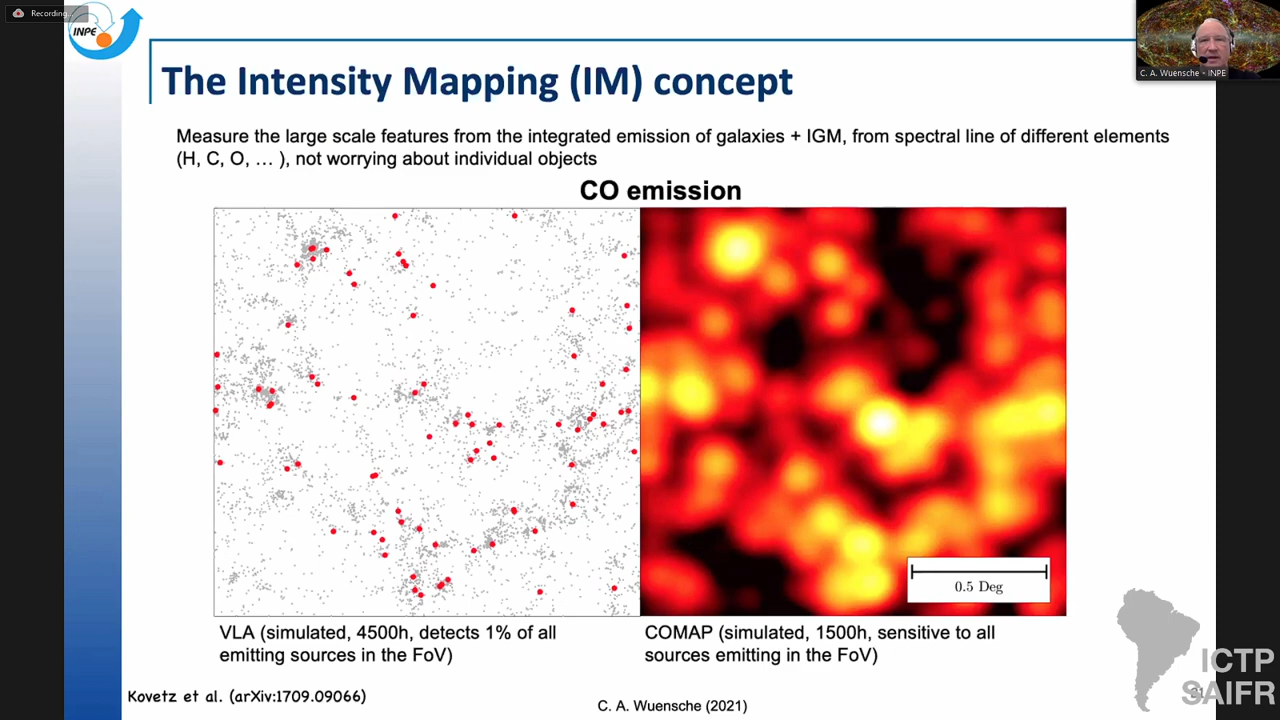 Recording...
INPE
C. A. Wuensche - INPE
The Intensity Mapping (IM) concept
Measure the large scale features from the integrated emission of galaxies + IGM, from spectral line of different elements
(H, C, O, … ), not worrying about individual objects
CO emission
0.5 Deg
VLA (simulated, 4500h, detects 1% of all
emitting sources in the FoV)
COMAP (simulated, 1500h, sensitive to all
sources emitting in the FoV)
Kovetz et al. (arXiv:1709.09066)
C. A. Wuensche (2021)
ICTP
SAIFR